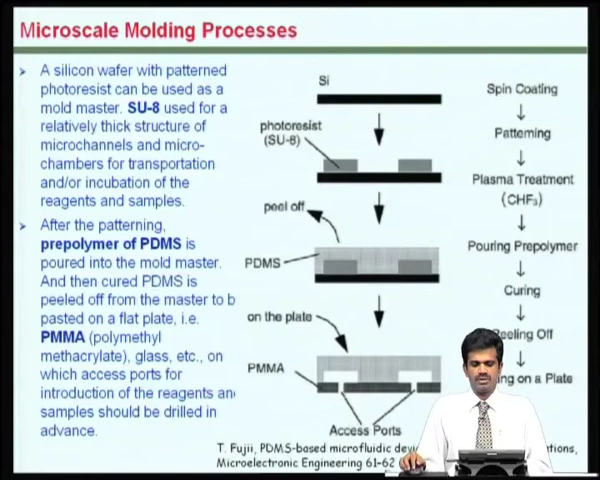 Microscale Molding Processes
A silicon wafer with patterned
photoresist can be used as a
mold master. SU-8 used for a
relatively thick structure of
microchannels and micro-
chambers for transportation
and/or incubation of the
reagents and samples.
After the patterning,
prepolymer of PDMS is
poured into the mold master.
And then cured PDMS is
peeled off from the master to b
pasted on a flat plate, i.e.
PMMA (polymethyl
methacrylate), glass, etc., on
which access ports for
introduction of the reagents and
samples should be drilled in
advance.
Si
photoresist
(SU-8)
peel off
PDMS
on the plate
PMMA
Access Ports
Spin Coating
Patterning
Plasma Treatment
(CHF₃)
Pouring Prepolymer
Curing
Peeling Off
ng on a Plate
T. Fujii, PDMS-based microfluidic devi
ations,
Microelectronic Engineering 61-62